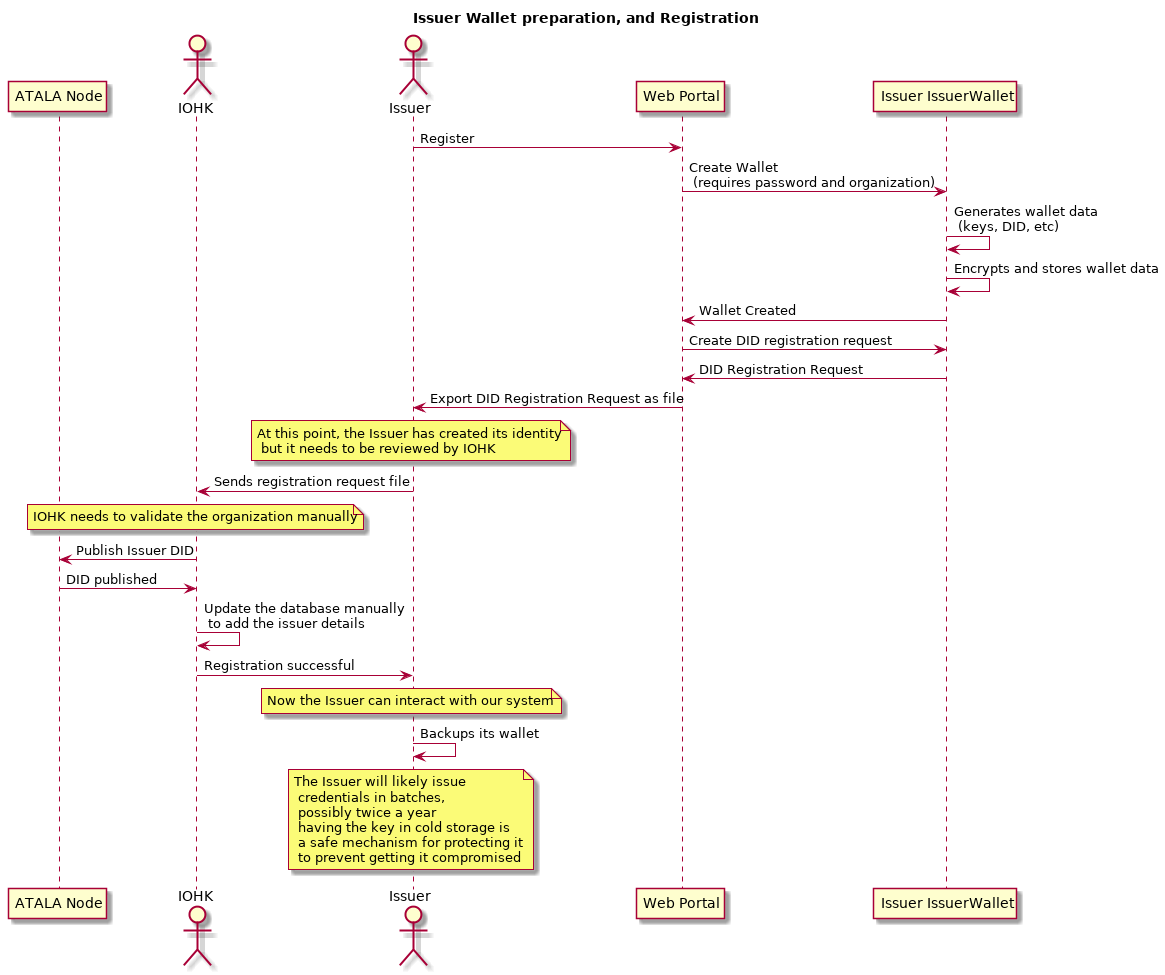 Issuer Wallet preparation, and Registration
ATALA Node
IOHK
Issuer
Web Portal
Issuer IssuerWallet
Register
Create Wallet
(requires password and organization)
Generates wallet data
(keys, DID, etc)
Encrypts and stores wallet data
Wallet Created
Create DID registration request
DID Registration Request
Export DID Registration Request as file
At this point, the Issuer has created its identity
but it needs to be reviewed by IOHK
Sends registration request file
IOHK needs to validate the organization manually
Publish Issuer DID
DID published
Update the database manually
to add the issuer details
Registration successful
Now the Issuer can interact with our system
Backups its wallet
The Issuer will likely issue
credentials in batches,
possibly twice a year
having the key in cold storage is
a safe mechanism for protecting it
to prevent getting it compromised
ATALA Node
IOHK
Issuer
Web Portal
Issuer IssuerWallet